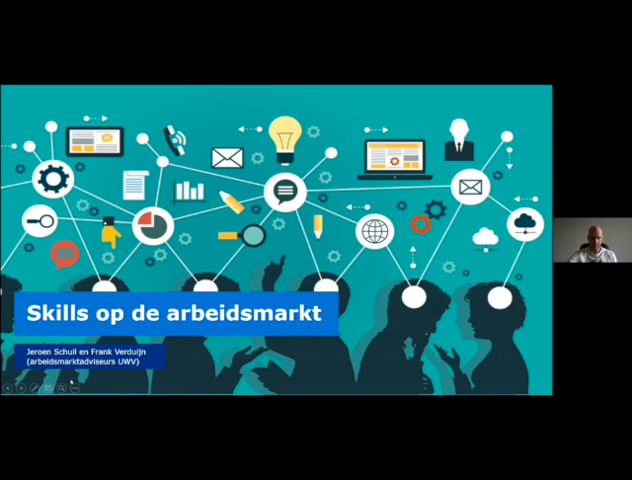 Skills op de arbeidsmarkt
Jeroen Schuil en Frank Verduijn
(arbeidsmarktadviseurs UWV)